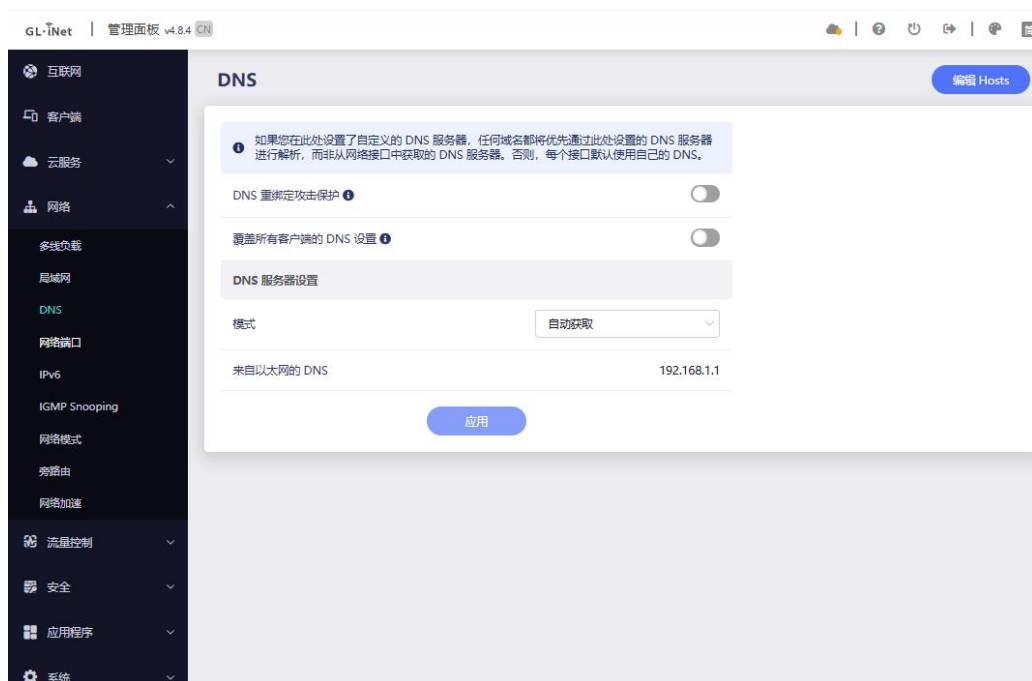 GL·iNet | 管理面板 v4.8.4 CN
互联网
客户端
云服务
网络
多线负载
局域网
DNS
网络端口
IPv6
IGMP Snooping
网络模式
旁路由
网络加速
流量控制
安全
应用程序
系统
DNS
编辑 Hosts
如果您在此处设置了自定义的 DNS 服务器，任何域名都将优先通过此处设置的 DNS 服务器
进行解析，而非从网络接口中获取的 DNS 服务器。否则，每个接口默认使用自己的 DNS。
DNS 重绑定攻击保护
覆盖所有客户端的 DNS 设置
DNS 服务器设置
模式 自动获取
来自以太网的 DNS 192.168.1.1
应用